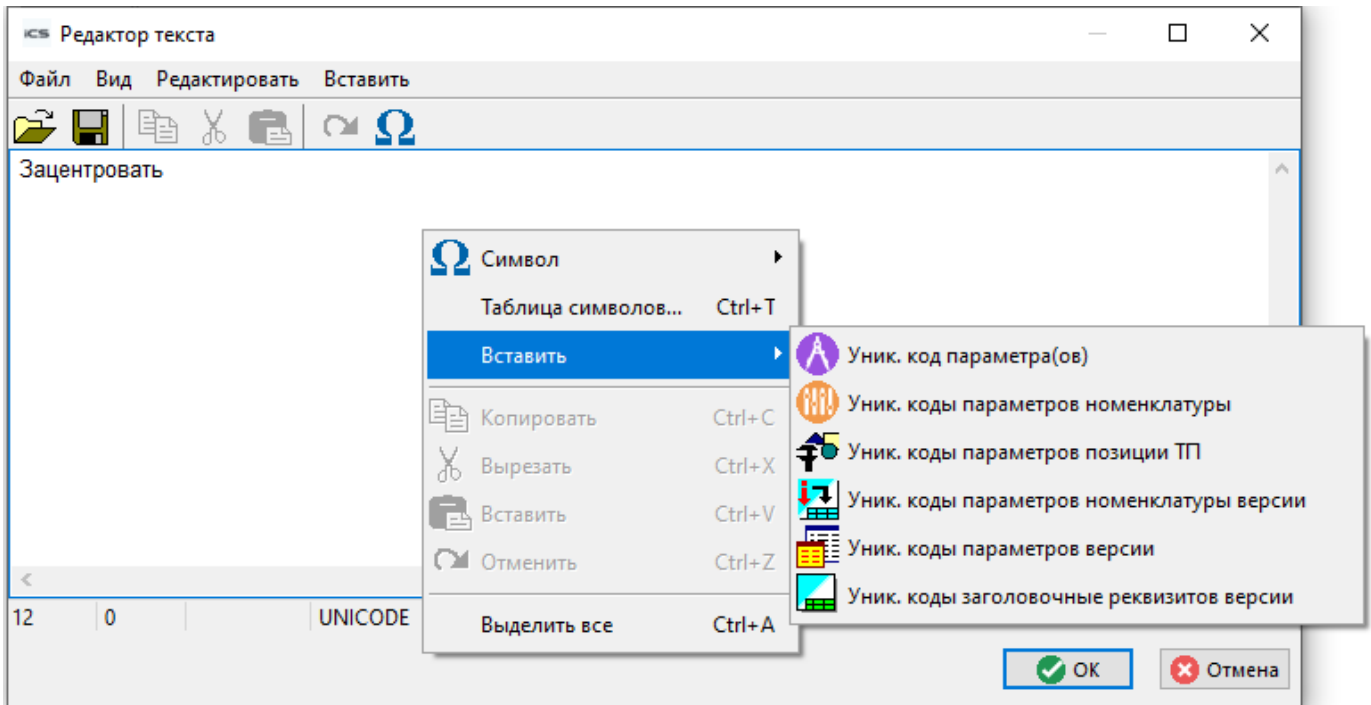 iCS Редактор текста
Файл Вид Редактировать Вставить
Зацентровать
Символ
Таблица символов... Ctrl+T
Вставить
Копировать Ctrl+C
Вырезать Ctrl+X
Вставить Ctrl+V
Отменить Ctrl+Z
Выделить все Ctrl+A
Уник. код параметра(ов)
Уник. коды параметров номенклатуры
Уник. коды параметров позиции ТП
Уник. коды параметров номенклатуры версии
Уник. коды параметров версии
Уник. коды заголовочные реквизитов версии
12 0 UNICODE
OK Отмена